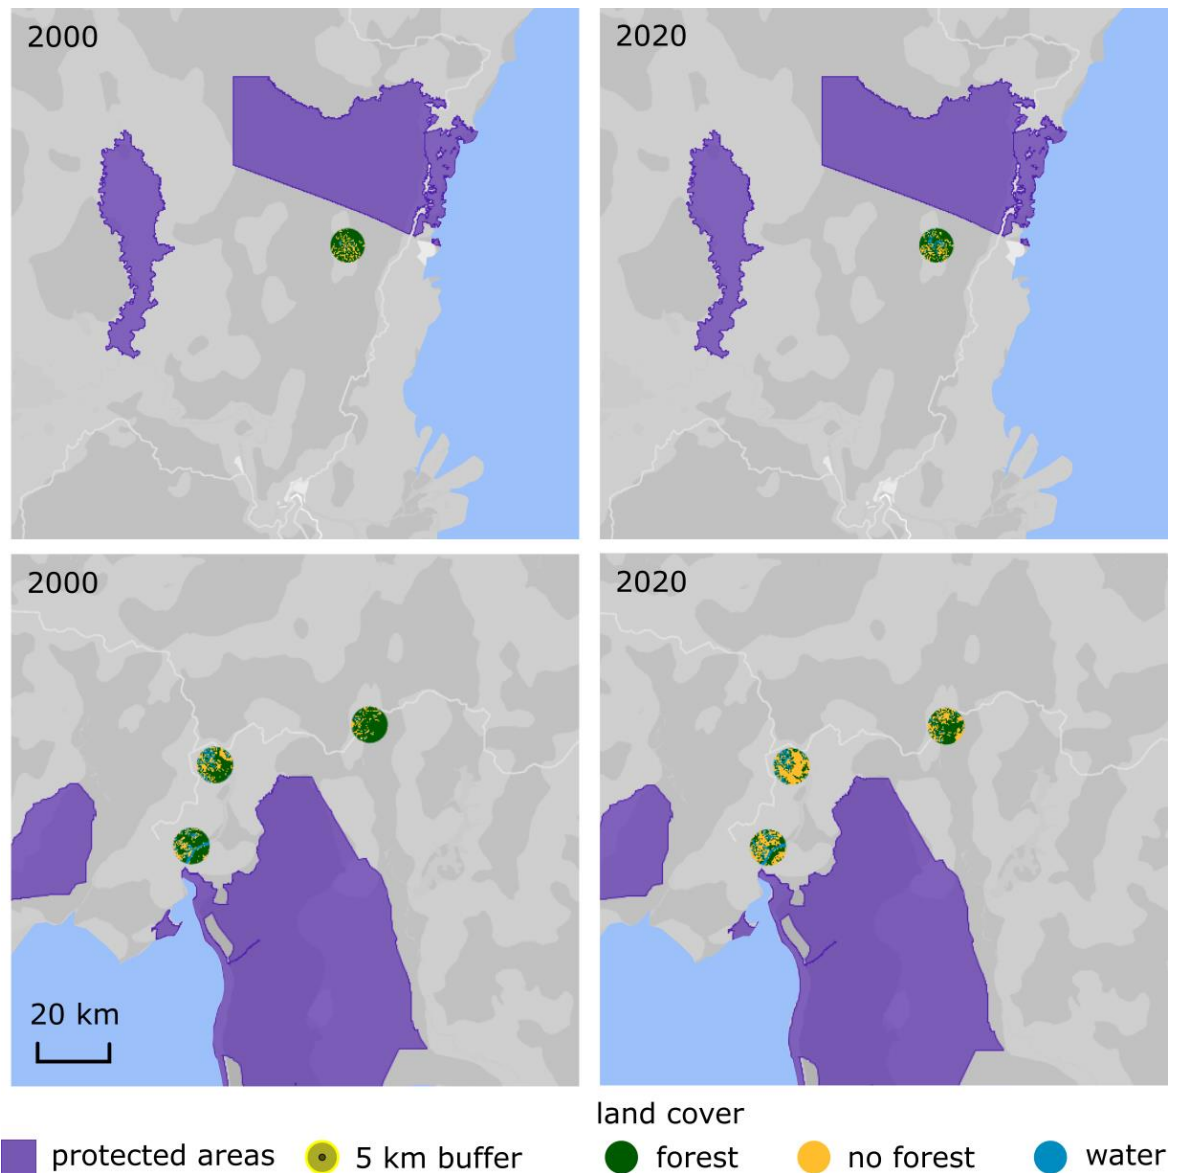 2000
2020
2000
2020
20 km
land cover
protected areas
5 km buffer
forest
no forest
water